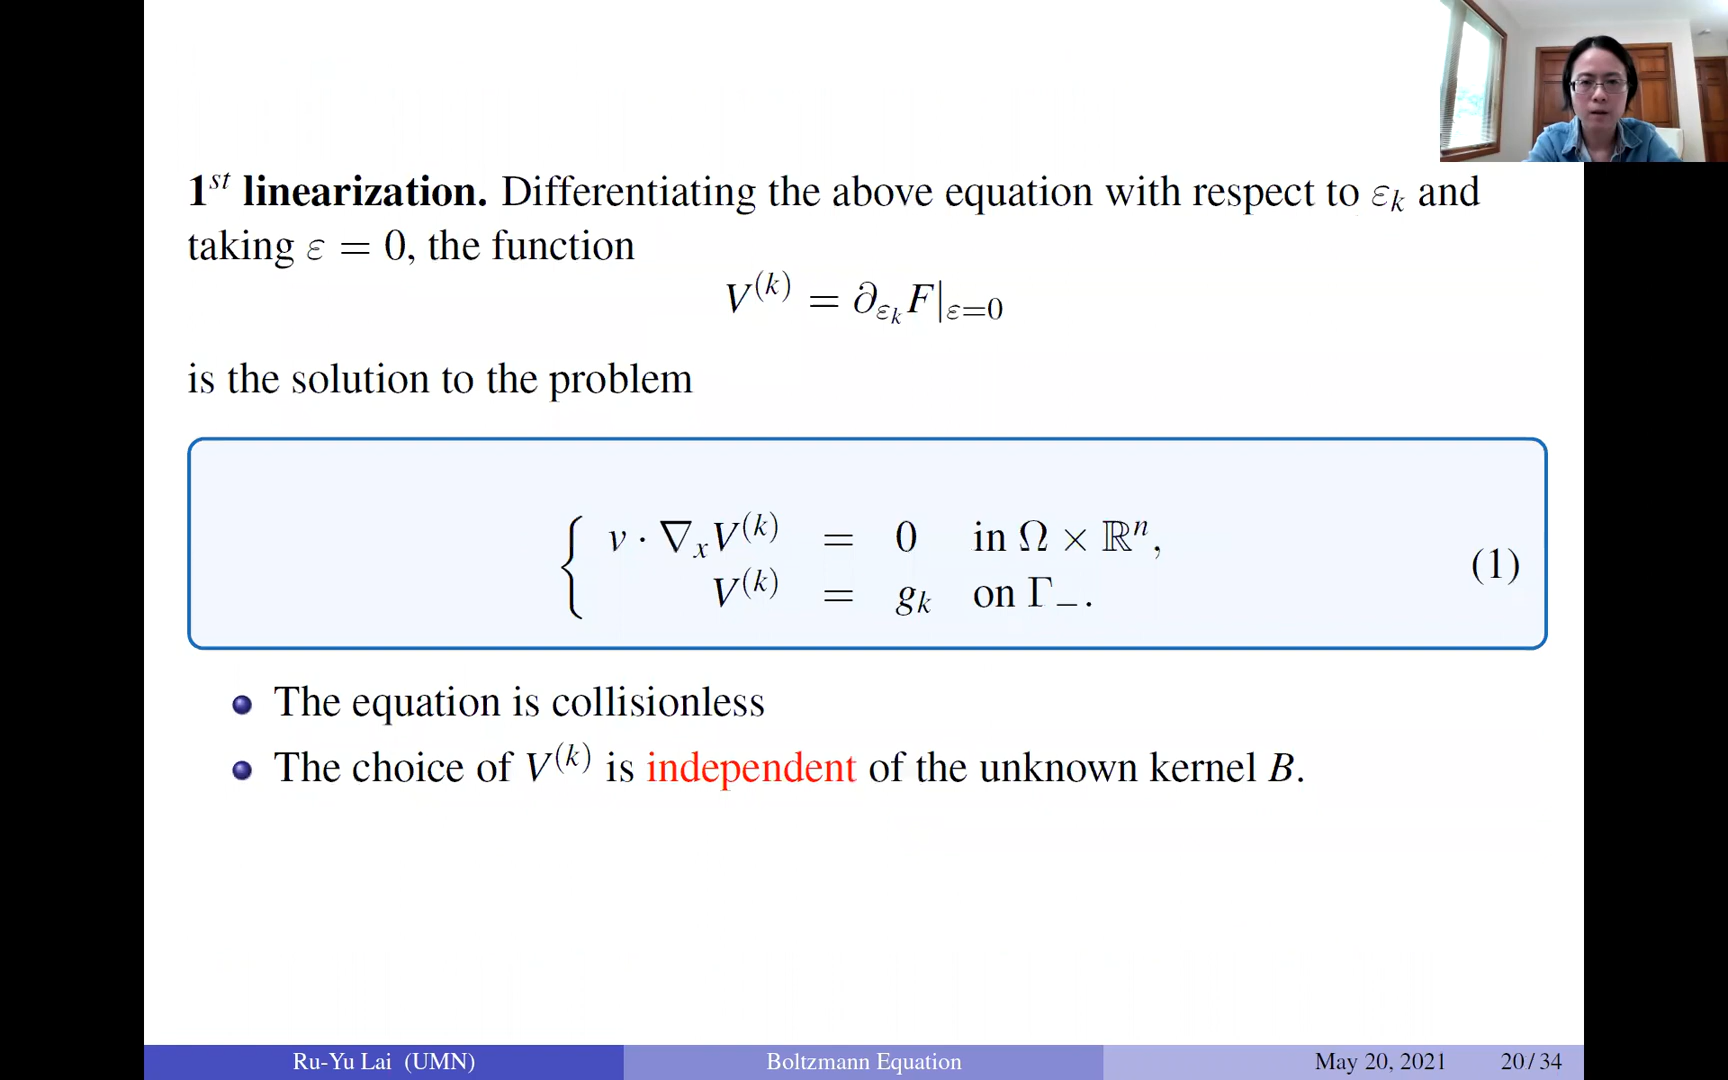 1st linearization. Differentiating the above equation with respect to εk and
taking ε = 0, the function
V(k) = ∂εk F|ε=0
is the solution to the problem
{ v · ∇x V(k) = 0 in Ω × ℝn,
V(k) = gk on Γ−.
(1)
The equation is collisionless
The choice of V(k) is independent of the unknown kernel B.
Ru-Yu Lai (UMN) Boltzmann Equation May 20, 2021 20 / 34